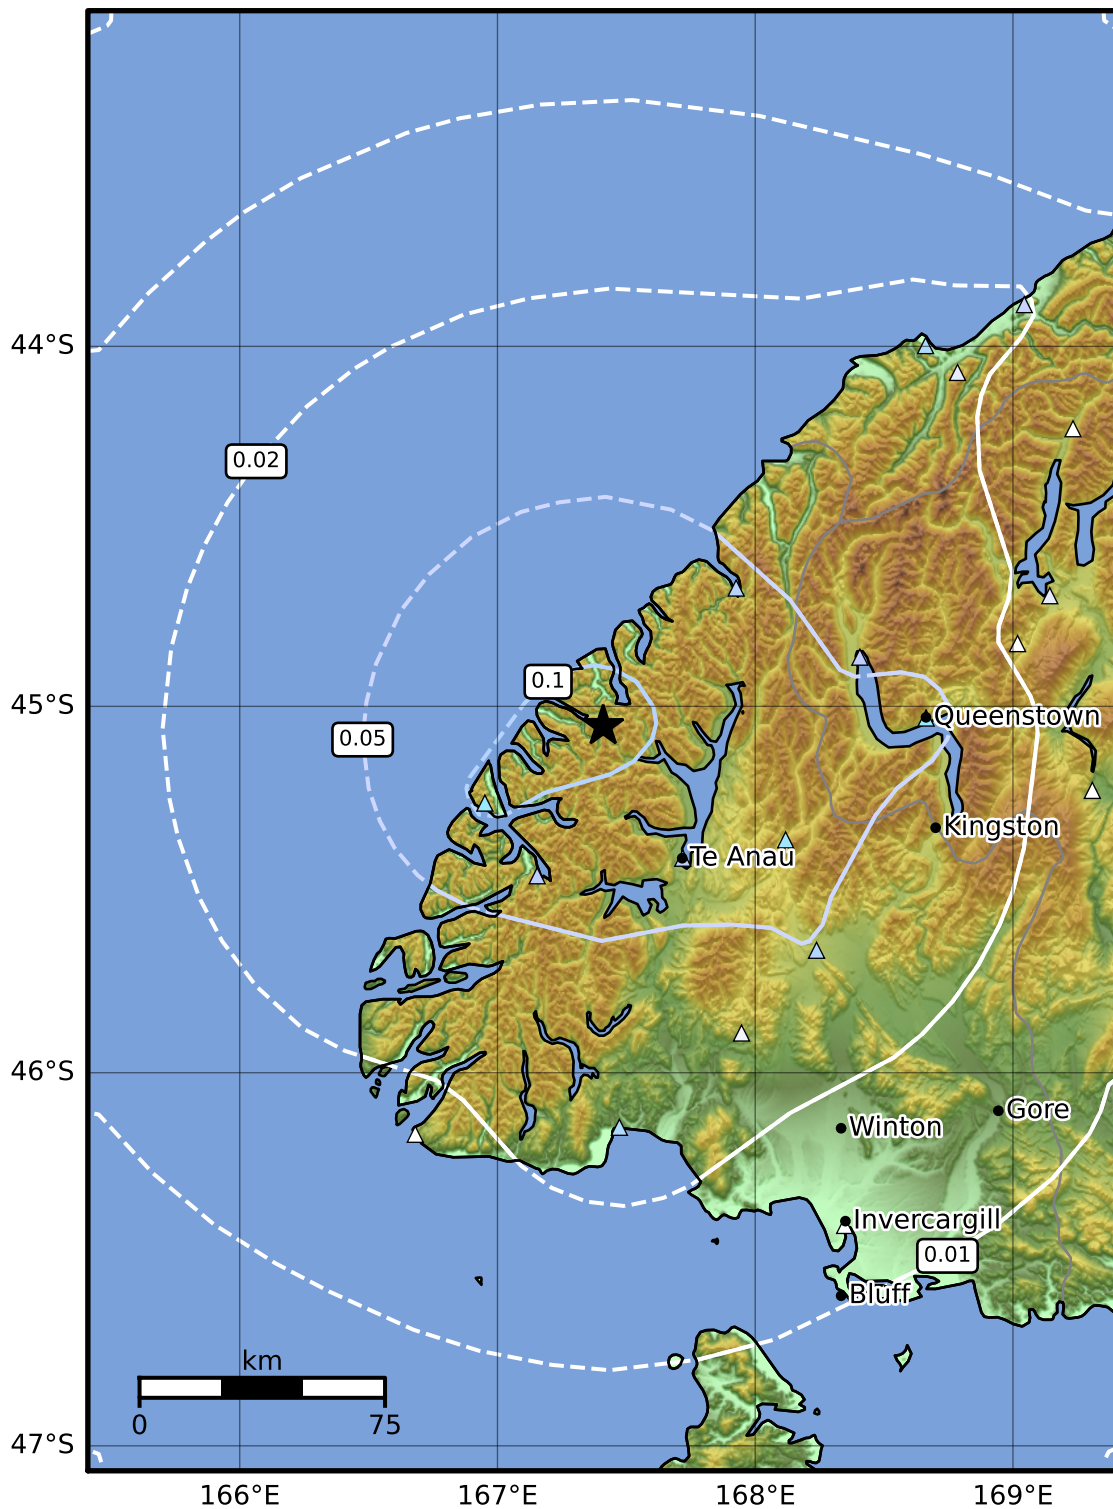 44°S
0.02
0.1
45°S
Queenstown
0.05
Kingston
Te Anau
46°S
Gore
Winton
Invercargill
0.01
Bluff
km
0
75
47°S
166°E
167°E
168°E
169°E